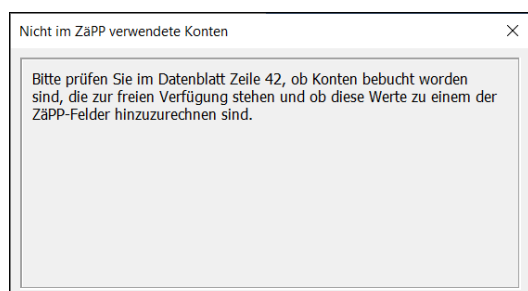 Nicht im ZäPP verwendete Konten
Bitte prüfen Sie im Datenblatt Zeile 42, ob Konten bebucht worden
sind, die zur freien Verfügung stehen und ob diese Werte zu einem der
ZäPP-Felder hinzuzurechnen sind.